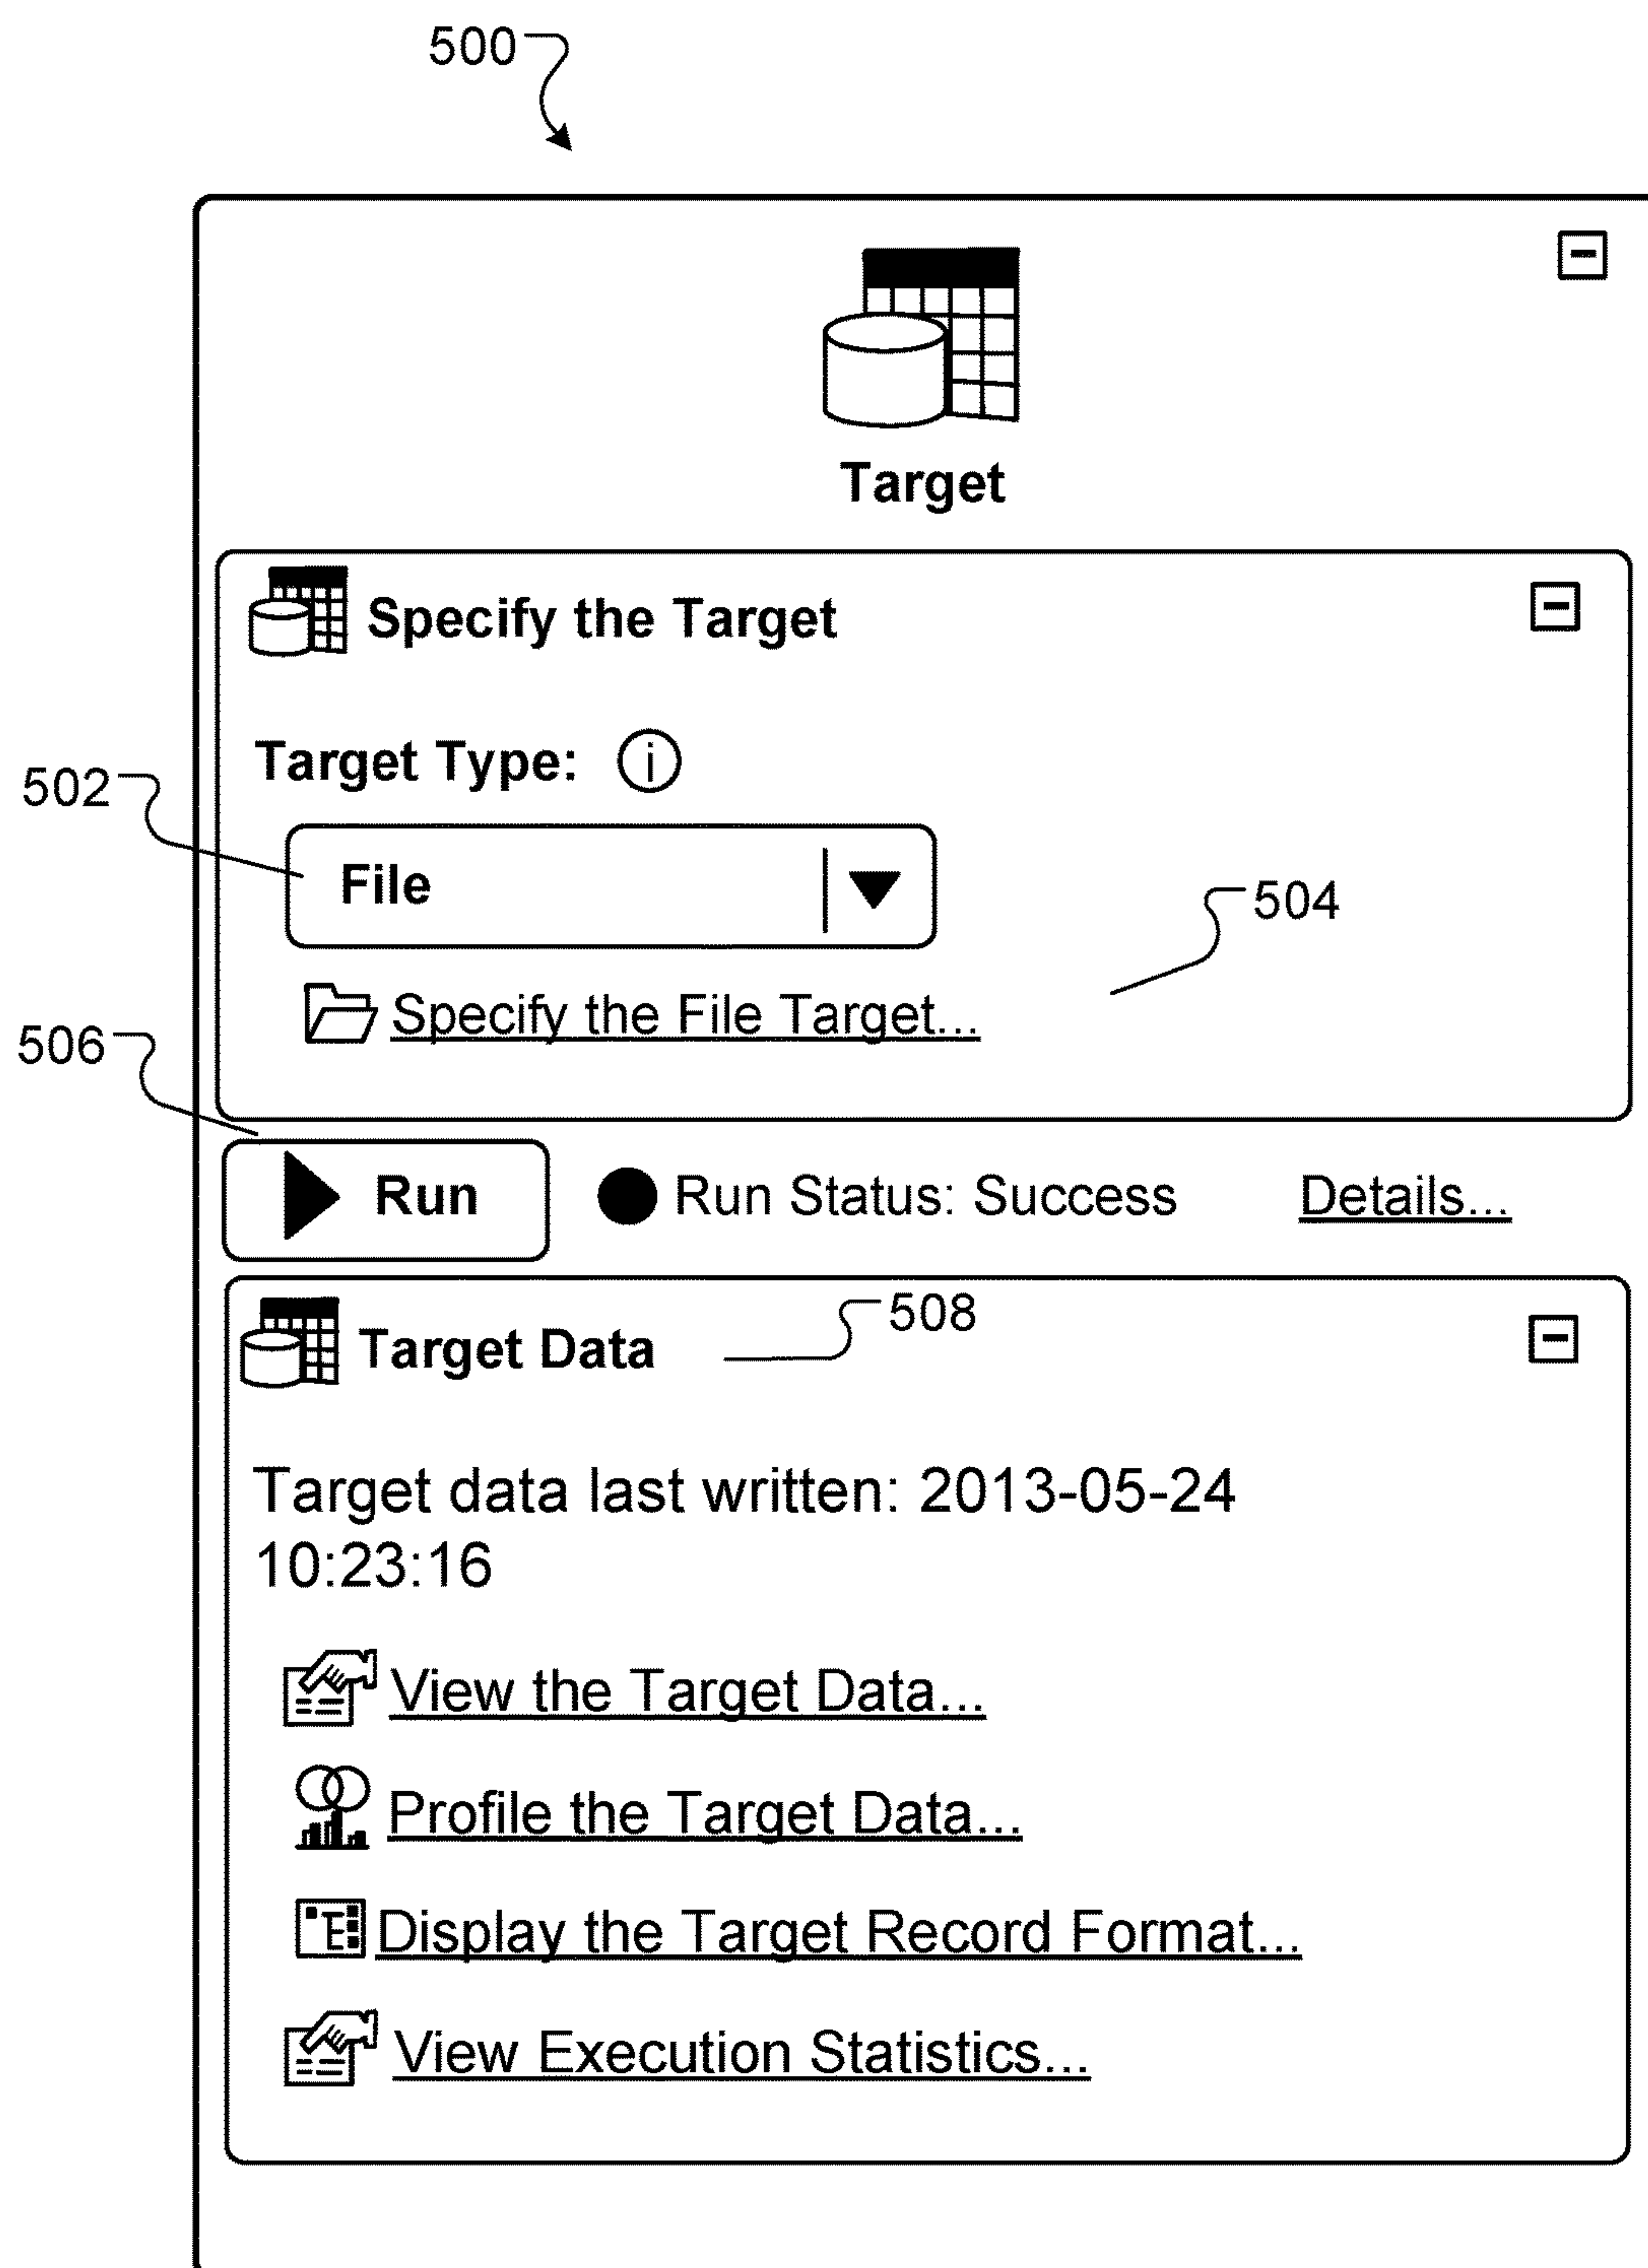 500
Target
Specify the Target
Target Type: i
502
File
504
Specify the File Target...
506
Run
Run Status: Success
Details...
508
Target Data
Target data last written: 2013-05-24
10:23:16
View the Target Data...
Profile the Target Data...
Display the Target Record Format...
View Execution Statistics...